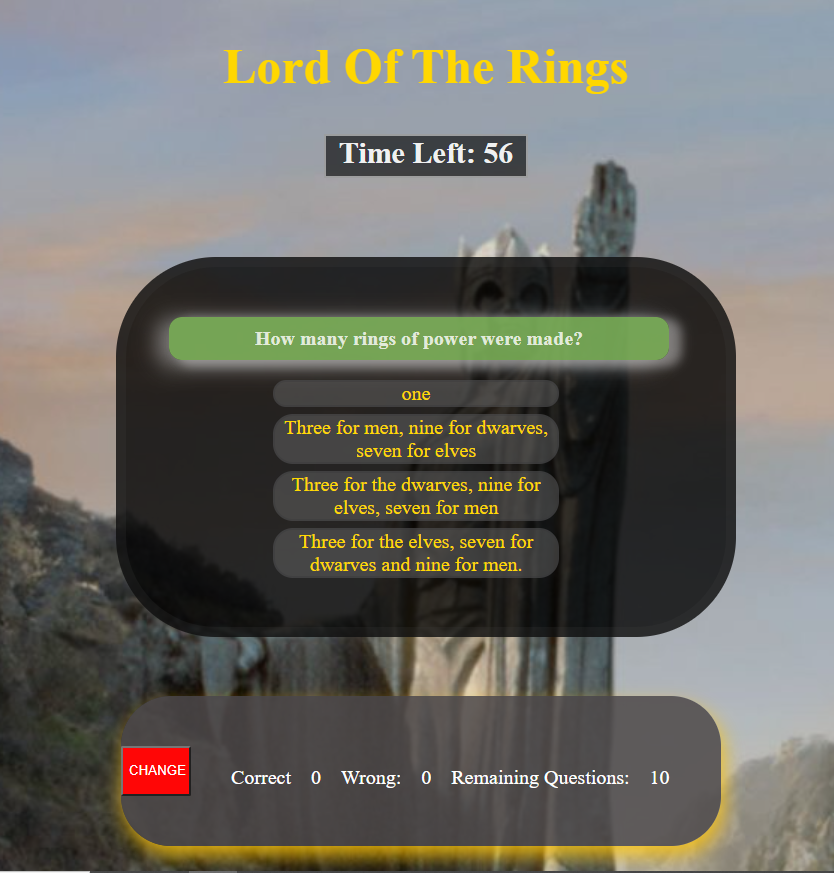 Lord Of The Rings
Time Left: 56
How many rings of power were made?
one
Three for men, nine for dwarves,
seven for elves
Three for the dwarves, nine for
elves, seven for men
Three for the elves, seven for
dwarves and nine for men.
CHANGE
Correct 0 Wrong: 0 Remaining Questions: 10